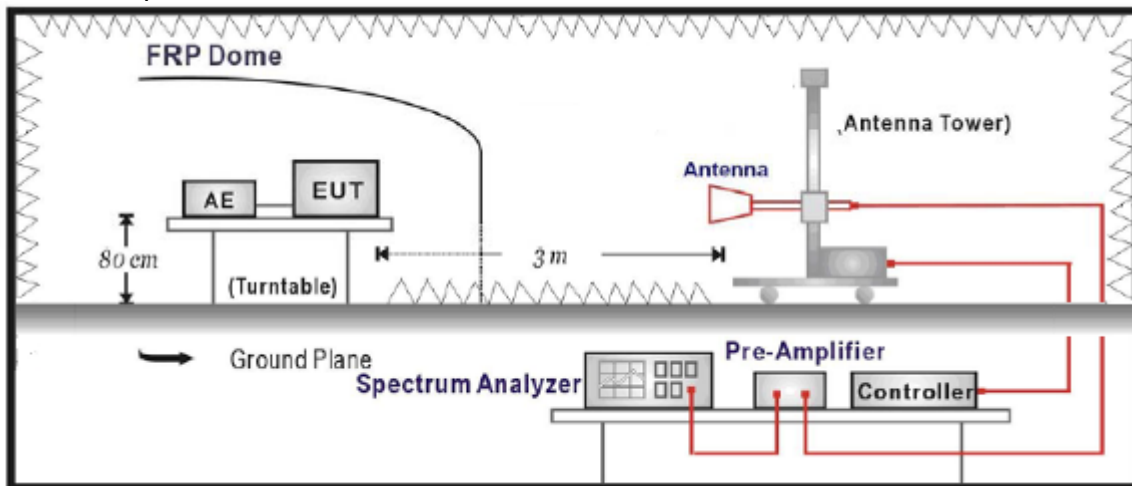 FRP Dome
Antenna Tower)
Antenna
AE
EUT
80 cm
3 m
(Turntable)
Ground Plane
Pre-Amplifier
Spectrum Analyzer
Controller